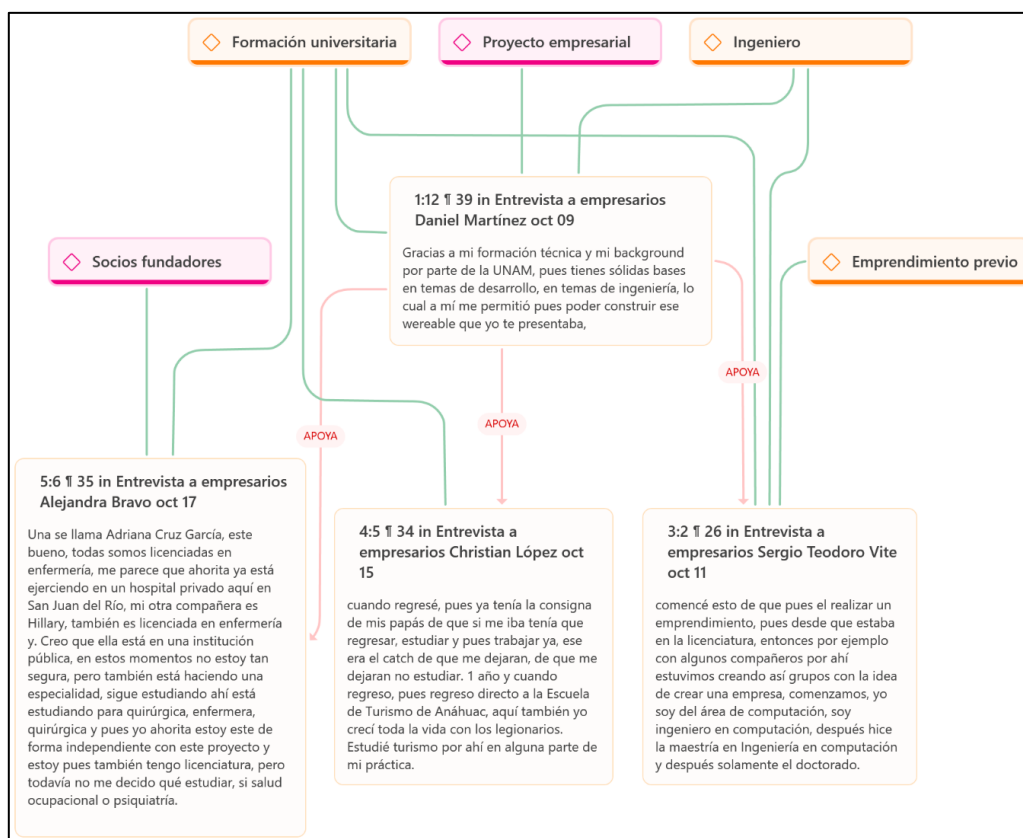 Formación universitaria
Proyecto empresarial
Ingeniero
1:12 ¶ 39 in Entrevista a empresarios
Daniel Martínez oct 09
Gracias a mi formación técnica y mi background
por parte de la UNAM, pues tienes sólidas bases
en temas de desarrollo, en temas de ingeniería, lo
cual a mí me permitió pues poder construir ese
wereable que yo te presentaba,
Socios fundadores
Emprendimiento previo
APOYA
APOYA
APOYA
5:6 ¶ 35 in Entrevista a empresarios
Alejandra Bravo oct 17
Una se llama Adriana Cruz García, este
bueno, todas somos licenciadas en
enfermería, me parece que ahorita ya está
ejerciendo en un hospital privado aquí en
San Juan del Río, mi otra compañera es
Hillary, también es licenciada en enfermería
y. Creo que ella está en una institución
pública, en estos momentos no estoy tan
segura, pero también está haciendo una
especialidad, sigue estudiando ahí está
estudiando para quirúrgica, enfermera,
quirúrgica y pues yo ahorita estoy este de
forma independiente con este proyecto y
estoy pues también tengo licenciatura, pero
todavía no me decido qué estudiar, si salud
ocupacional o psiquiatría.
4:5 ¶ 34 in Entrevista a
empresarios Christian López oct
15
cuando regresé, pues ya tenía la consigna
de mis papás de que si me iba tenía que
regresar, estudiar y pues trabajar ya, ese
era el catch de que me dejaran, de que me
dejaran no estudiar. 1 año y cuando
regreso, pues regreso directo a la Escuela
de Turismo de Anáhuac, aquí también yo
crecí toda la vida con los legionarios.
Estudié turismo por ahí en alguna parte de
mi práctica.
3:2 ¶ 26 in Entrevista a
empresarios Sergio Teodoro Vite
oct 11
comencé esto de que pues el realizar un
emprendimiento, pues desde que estaba
en la licenciatura, entonces por ejemplo
con algunos compañeros por ahí
estuvimos creando así grupos con la idea
de crear una empresa, comenzamos, yo
soy del área de computación, soy
ingeniero en computación, después hice
la maestría en Ingeniería en computación
y después solamente el doctorado.